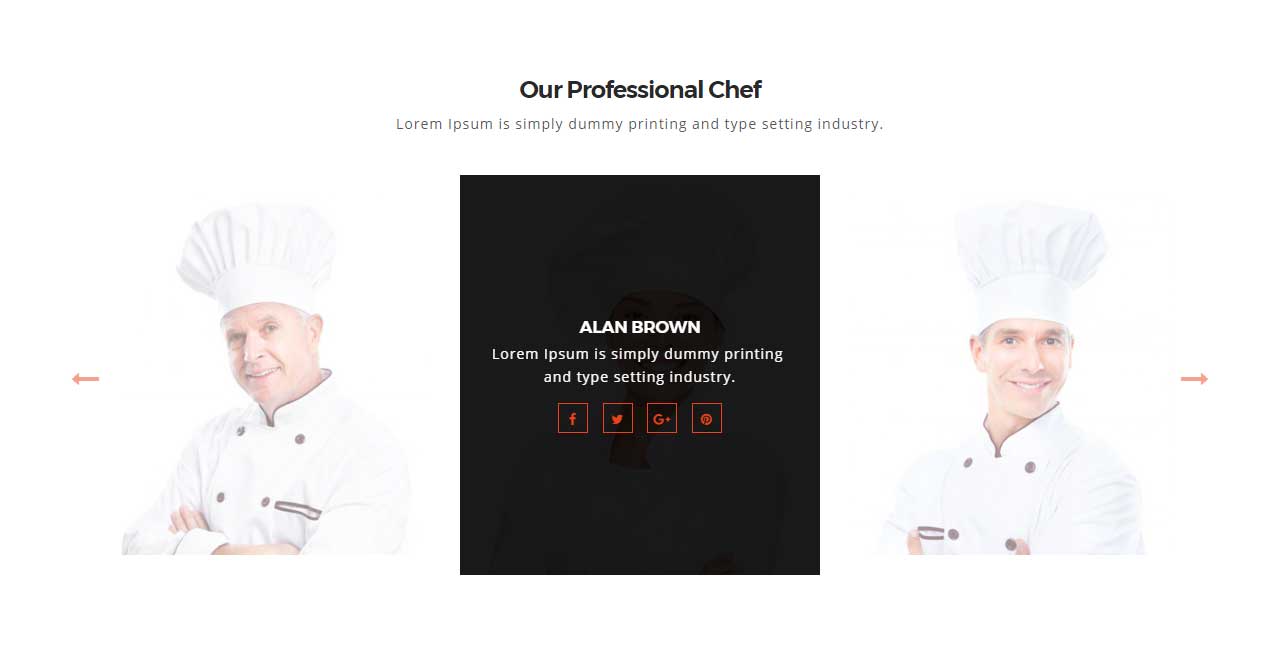 Our Professional Chef
Lorem Ipsum is simply dummy printing and type setting industry.
ALAN BROWN
Lorem Ipsum is simply dummy printing
and type setting industry.